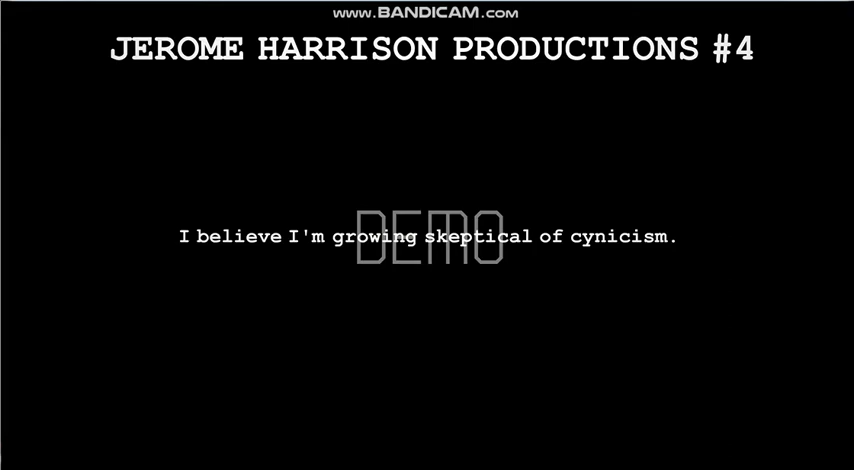 www.BANDICAM.com
JEROME HARRISON PRODUCTIONS #4
I believe I'm growing skeptical of cynicism.
DEMO